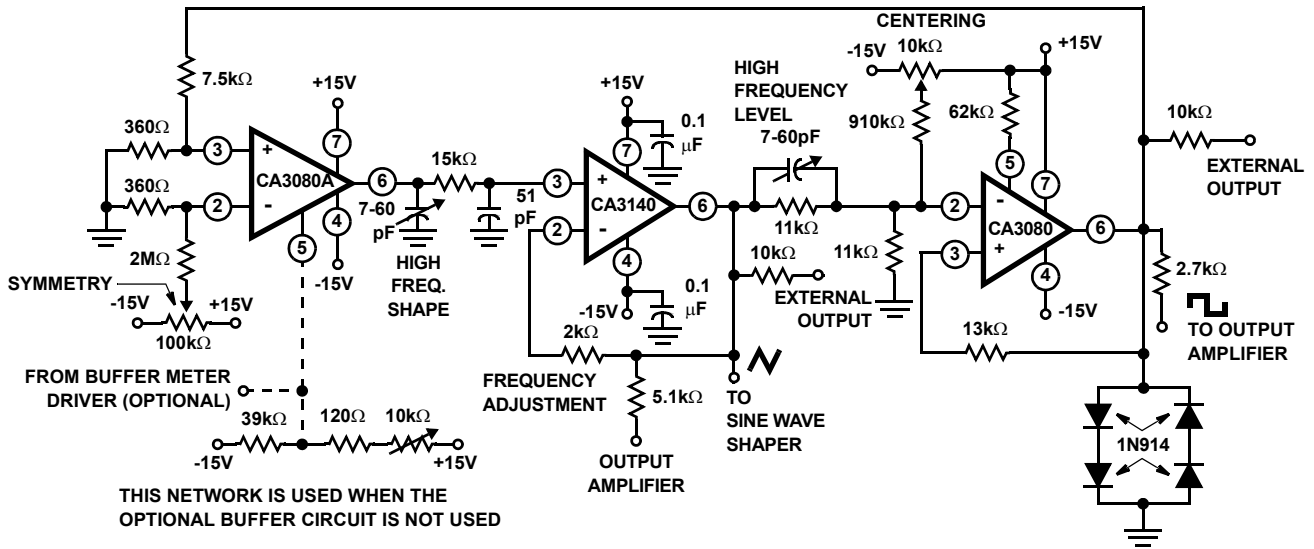 CENTERING
-15V
10kΩ
+15V
7.5kΩ
+15V
HIGH
FREQUENCY
LEVEL
7-60pF
910kΩ
62kΩ
10kΩ
EXTERNAL
OUTPUT
360Ω
3
+
7
CA3080A
6
15kΩ
+15V
0.1
μF
7
3
+
CA3140
6
11kΩ
5
7
2
-
CA3080
6
360Ω
2
-
4
5
-15V
7-60
pF
51
pF
HIGH
FREQ.
SHAPE
2
-
4
-15V
0.1
μF
10kΩ
EXTERNAL
OUTPUT
11kΩ
3
+
4
-15V
2.7kΩ
TO OUTPUT
AMPLIFIER
2MΩ
SYMMETRY
-15V
+15V
100kΩ
2kΩ
13kΩ
FREQUENCY
ADJUSTMENT
5.1kΩ
TO
SINE WAVE
SHAPER
OUTPUT
AMPLIFIER
1N914
FROM BUFFER METER
DRIVER (OPTIONAL)
39kΩ
120Ω
10kΩ
-15V
+15V
THIS NETWORK IS USED WHEN THE
OPTIONAL BUFFER CIRCUIT IS NOT USED